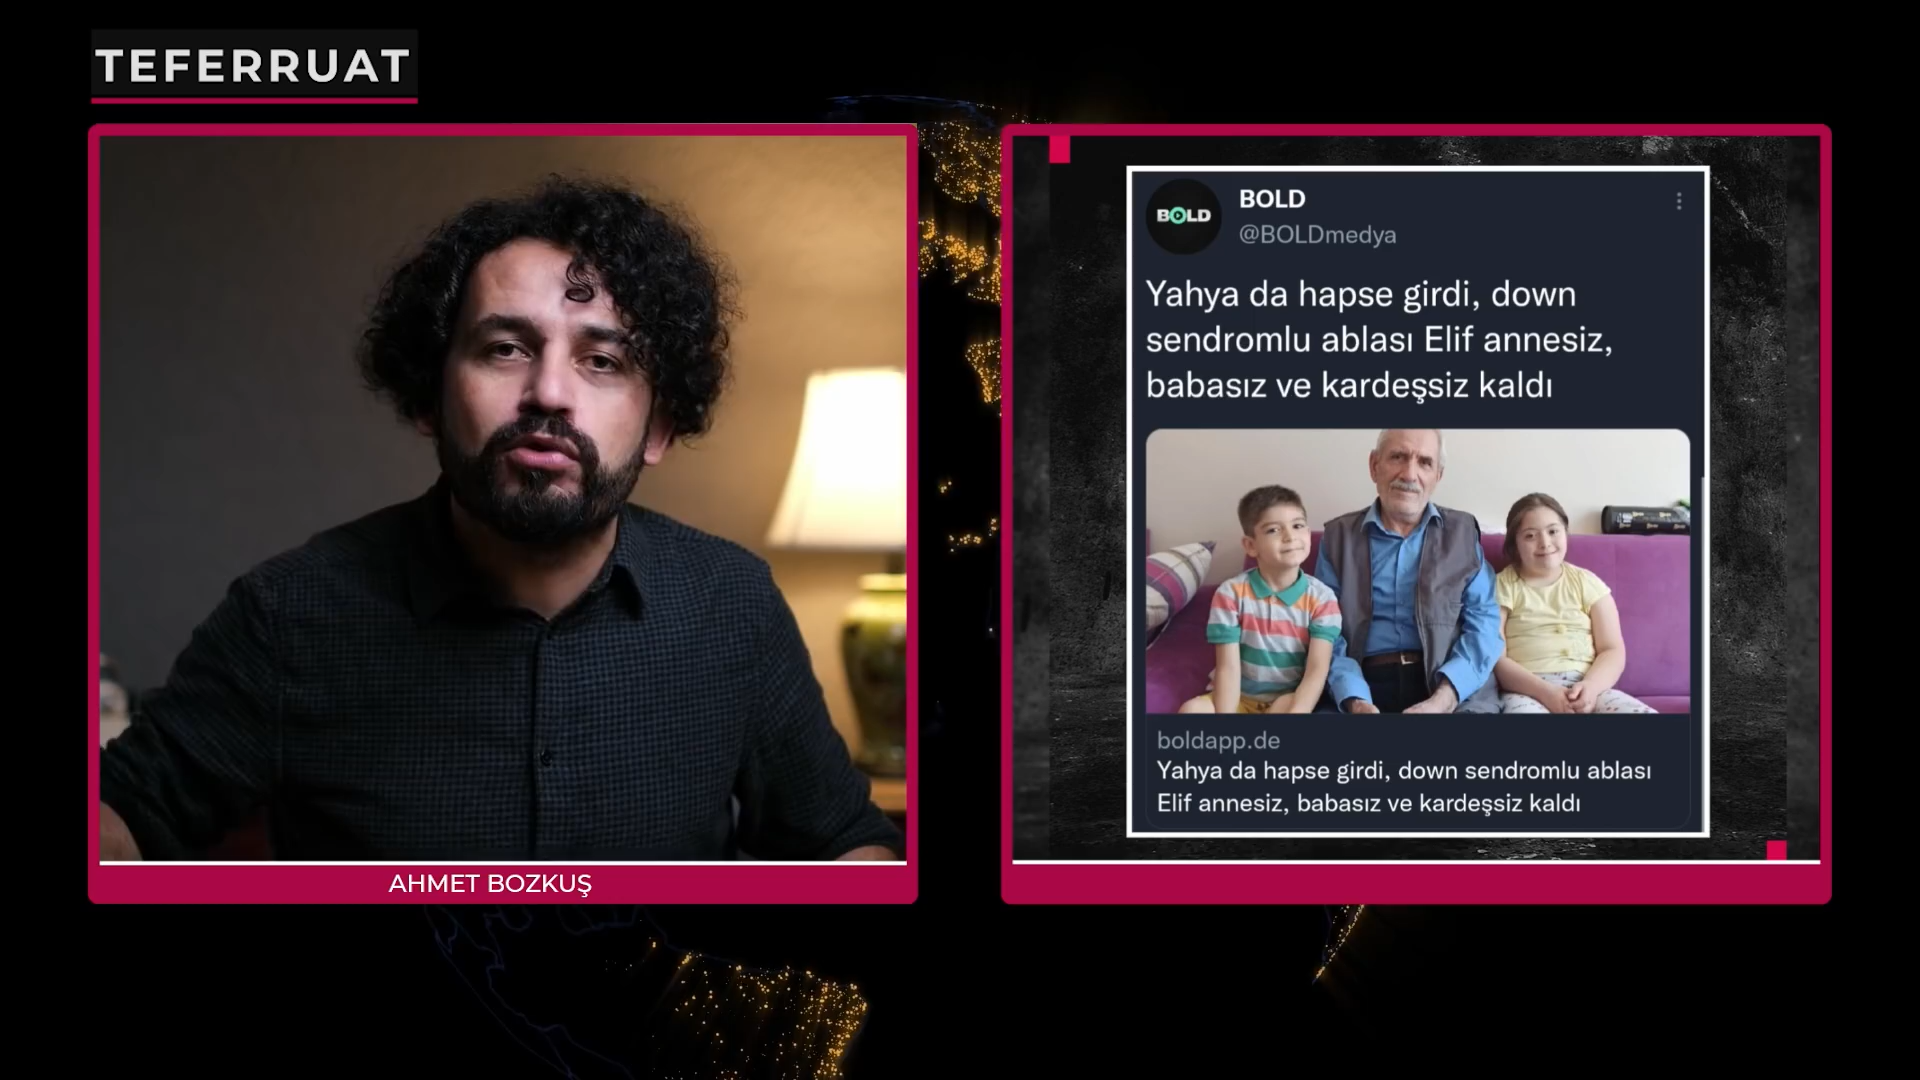 TEFERRUAT
AHMET BOZKUŞ
BOLD
BOLD
@BOLDmedya
Yahya da hapse girdi, down
sendromlu ablası Elif annesiz,
babasız ve kardeşsiz kaldı
boldapp.de
Yahya da hapse girdi, down sendromlu ablası
Elif annesiz, babasız ve kardeşsiz kaldı